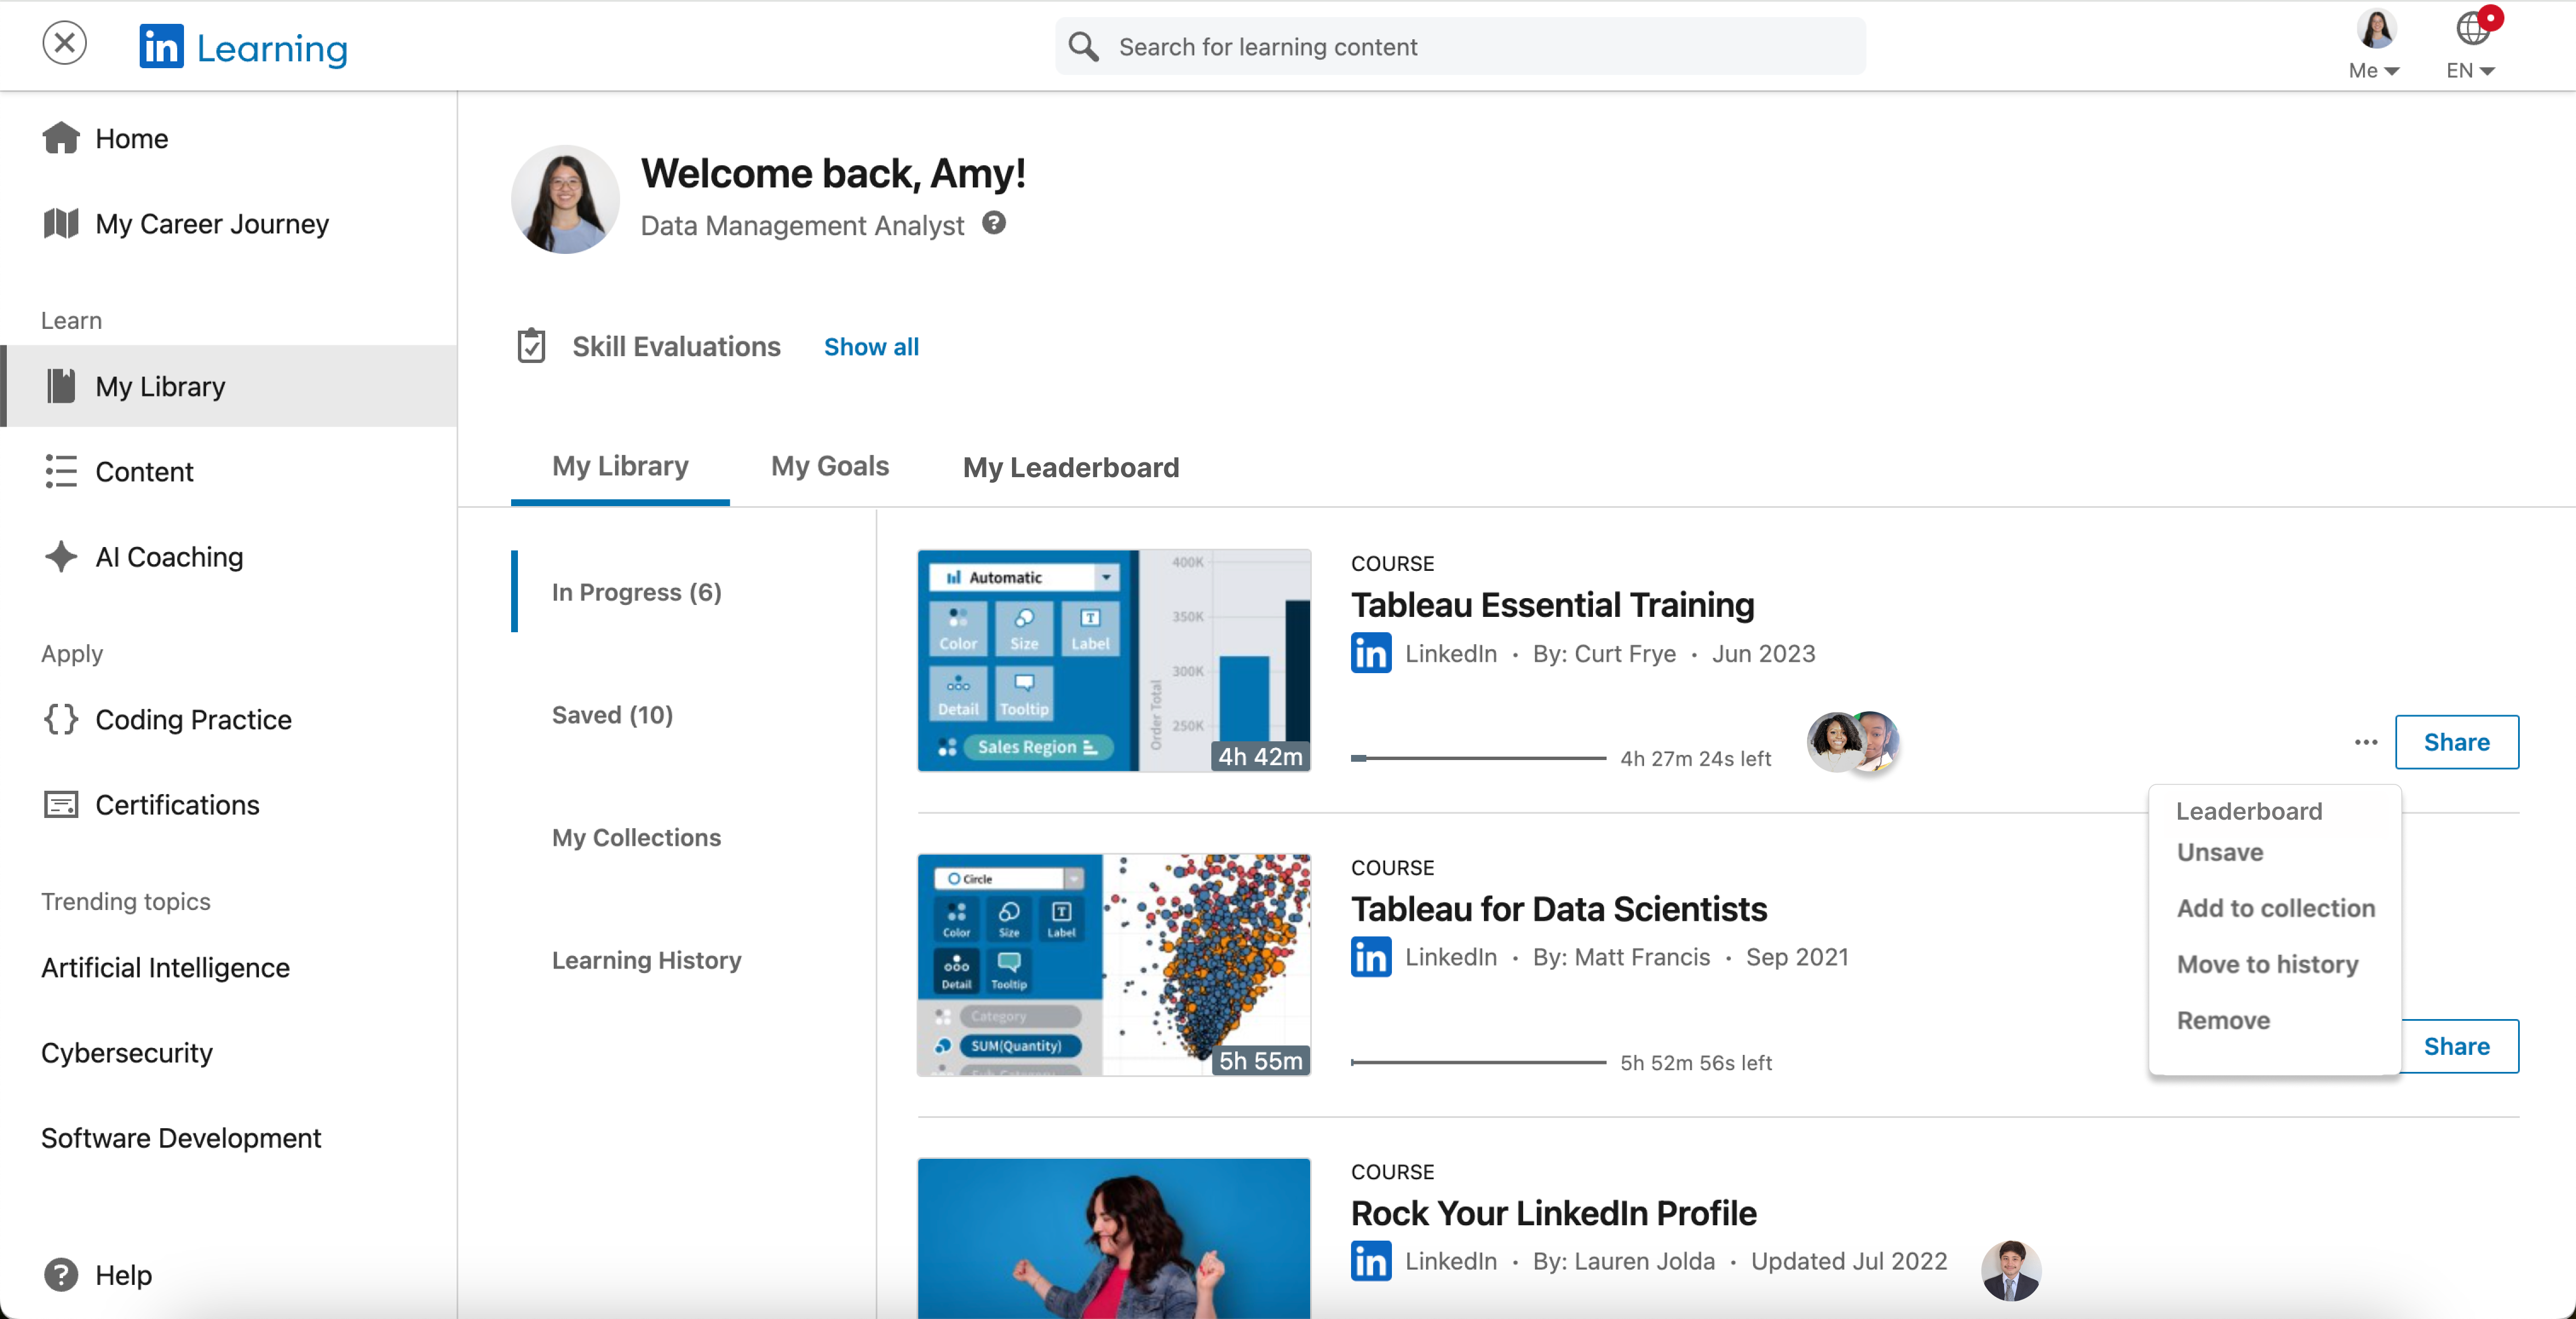 in Learning
Search for learning content
Me
EN
Home
My Career Journey
Learn
My Library
Content
AI Coaching
Apply
Coding Practice
Certifications
Trending topics
Artificial Intelligence
Cybersecurity
Software Development
Help
Welcome back, Amy!
Data Management Analyst
Skill Evaluations Show all
My Library My Goals My Leaderboard
In Progress (6)
Saved (10)
My Collections
Learning History
Automatic
Color Size Label
Detail Tooltip
Sales Region
400K
350K
300K
250K
Order Total
4h 42m
COURSE
Tableau Essential Training
in LinkedIn • By: Curt Frye • Jun 2023
4h 27m 24s left
... Share
Leaderboard
Unsave
Add to collection
Move to history
Remove
Circle
Color Size Label
Detail Tooltip
Category
SUM(Quantity)
5h 55m
COURSE
Tableau for Data Scientists
in LinkedIn • By: Matt Francis • Sep 2021
5h 52m 56s left
Share
COURSE
Rock Your LinkedIn Profile
in LinkedIn • By: Lauren Jolda • Updated Jul 2022